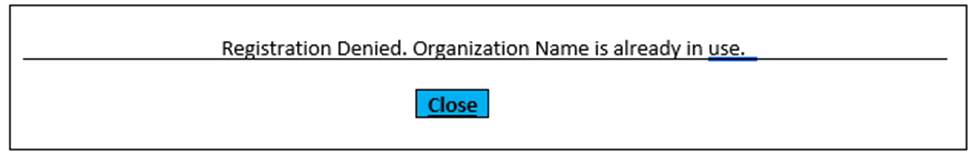 Registration Denied. Organization Name is already in use.
Close